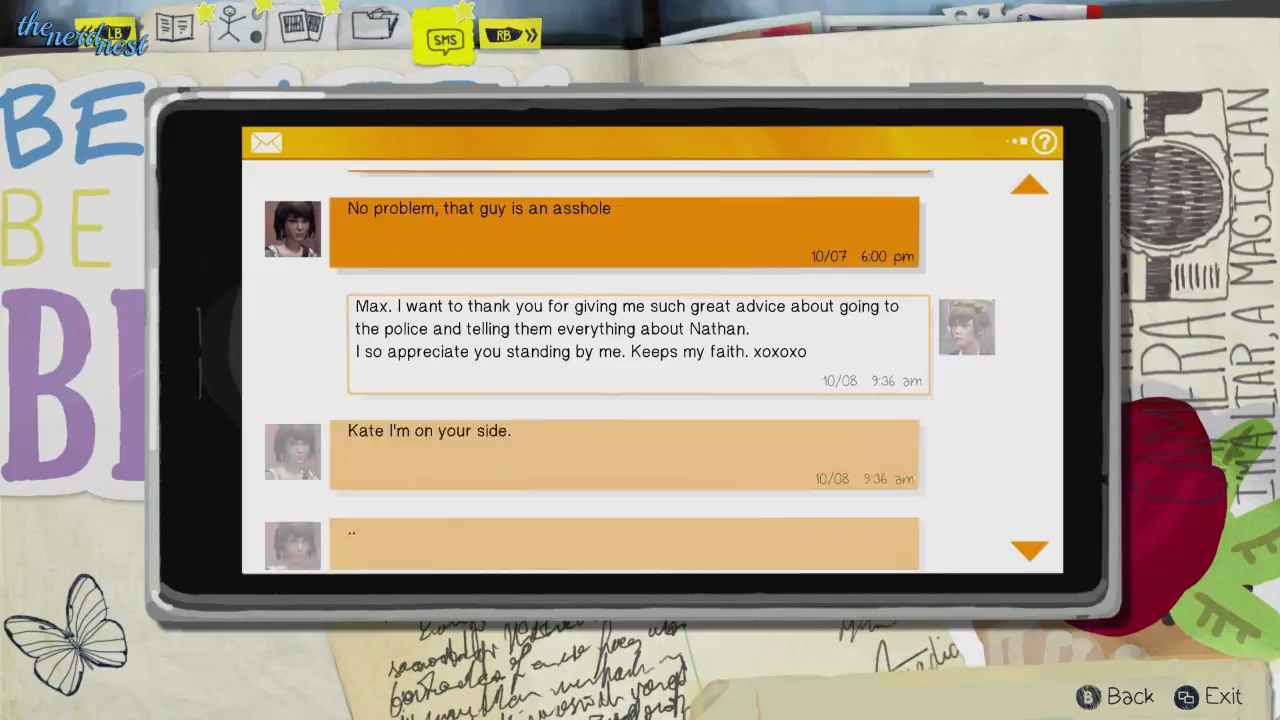 the nerd nest
LB
SMS
RB
No problem, that guy is an asshole
10/07 6:00 pm
Max. I want to thank you for giving me such great advice about going to
the police and telling them everything about Nathan.
I so appreciate you standing by me. Keeps my faith. xoxoxo
10/08 9:36 am
Kate I'm on your side.
10/08 9:36 am
..
BE
BE
I'M A LIAR, A MAGICIAN
B Back
Exit